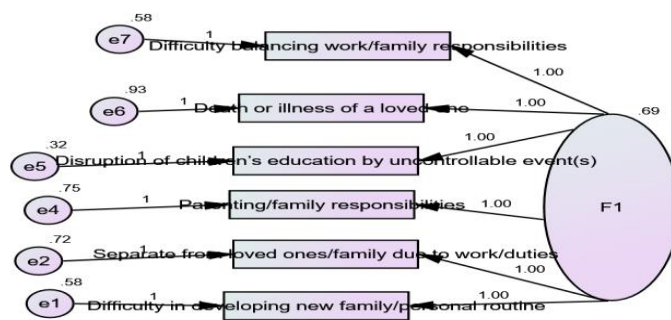 .58
e7 1 Difficulty balancing work/family responsibilities
1.00
.93
e6 1 Death or illness of a loved one 1.00
.69
1.00
.32
e5 1 Disruption of children's education by uncontrollable event(s)
.75
e4 1 Parenting/family responsibilities 1.00
F1
.72
e2 1 Separate from loved ones/family due to work/duties
1.00
.58
e1 1 Difficulty in developing new family/personal routine 1.00